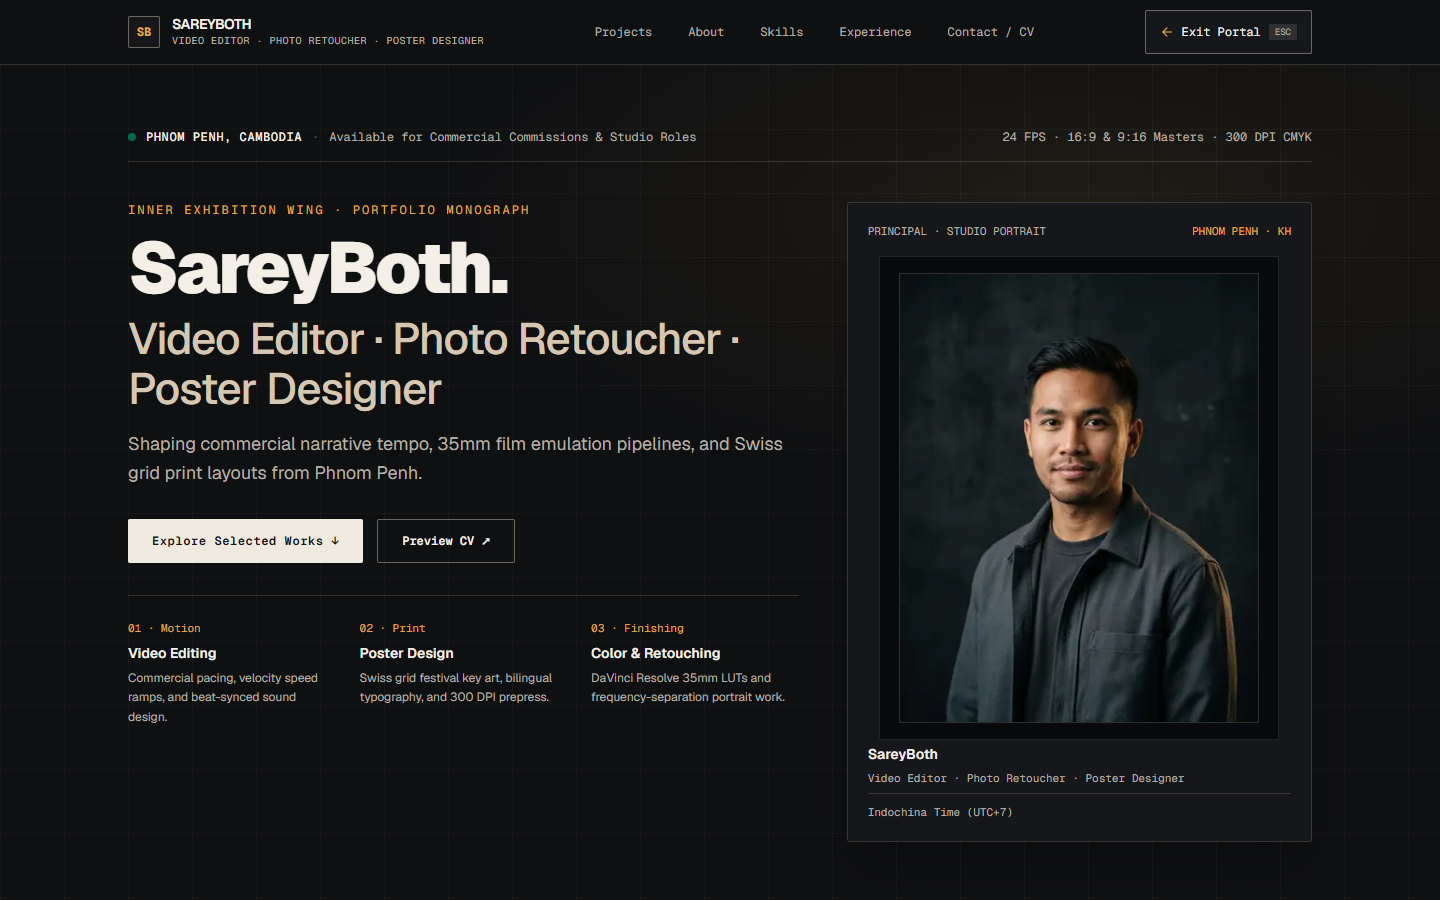 SB
SAREYBOTH
VIDEO EDITOR · PHOTO RETOUCHER · POSTER DESIGNER
Projects
About
Skills
Experience
Contact / CV
← Exit Portal ESC
PHNOM PENH, CAMBODIA · Available for Commercial Commissions & Studio Roles
24 FPS · 16:9 & 9:16 Masters · 300 DPI CMYK
INNER EXHIBITION WING · PORTFOLIO MONOGRAPH
SareyBoth.
Video Editor · Photo Retoucher ·
Poster Designer
Shaping commercial narrative tempo, 35mm film emulation pipelines, and Swiss
grid print layouts from Phnom Penh.
Explore Selected Works ↓
Preview CV ↗
01 · Motion
Video Editing
Commercial pacing, velocity speed
ramps, and beat-synced sound
design.
02 · Print
Poster Design
Swiss grid festival key art, bilingual
typography, and 300 DPI prepress.
03 · Finishing
Color & Retouching
DaVinci Resolve 35mm LUTs and
frequency-separation portrait work.
PRINCIPAL · STUDIO PORTRAIT
PHNOM PENH · KH
SareyBoth
Video Editor · Photo Retoucher · Poster Designer
Indochina Time (UTC+7)